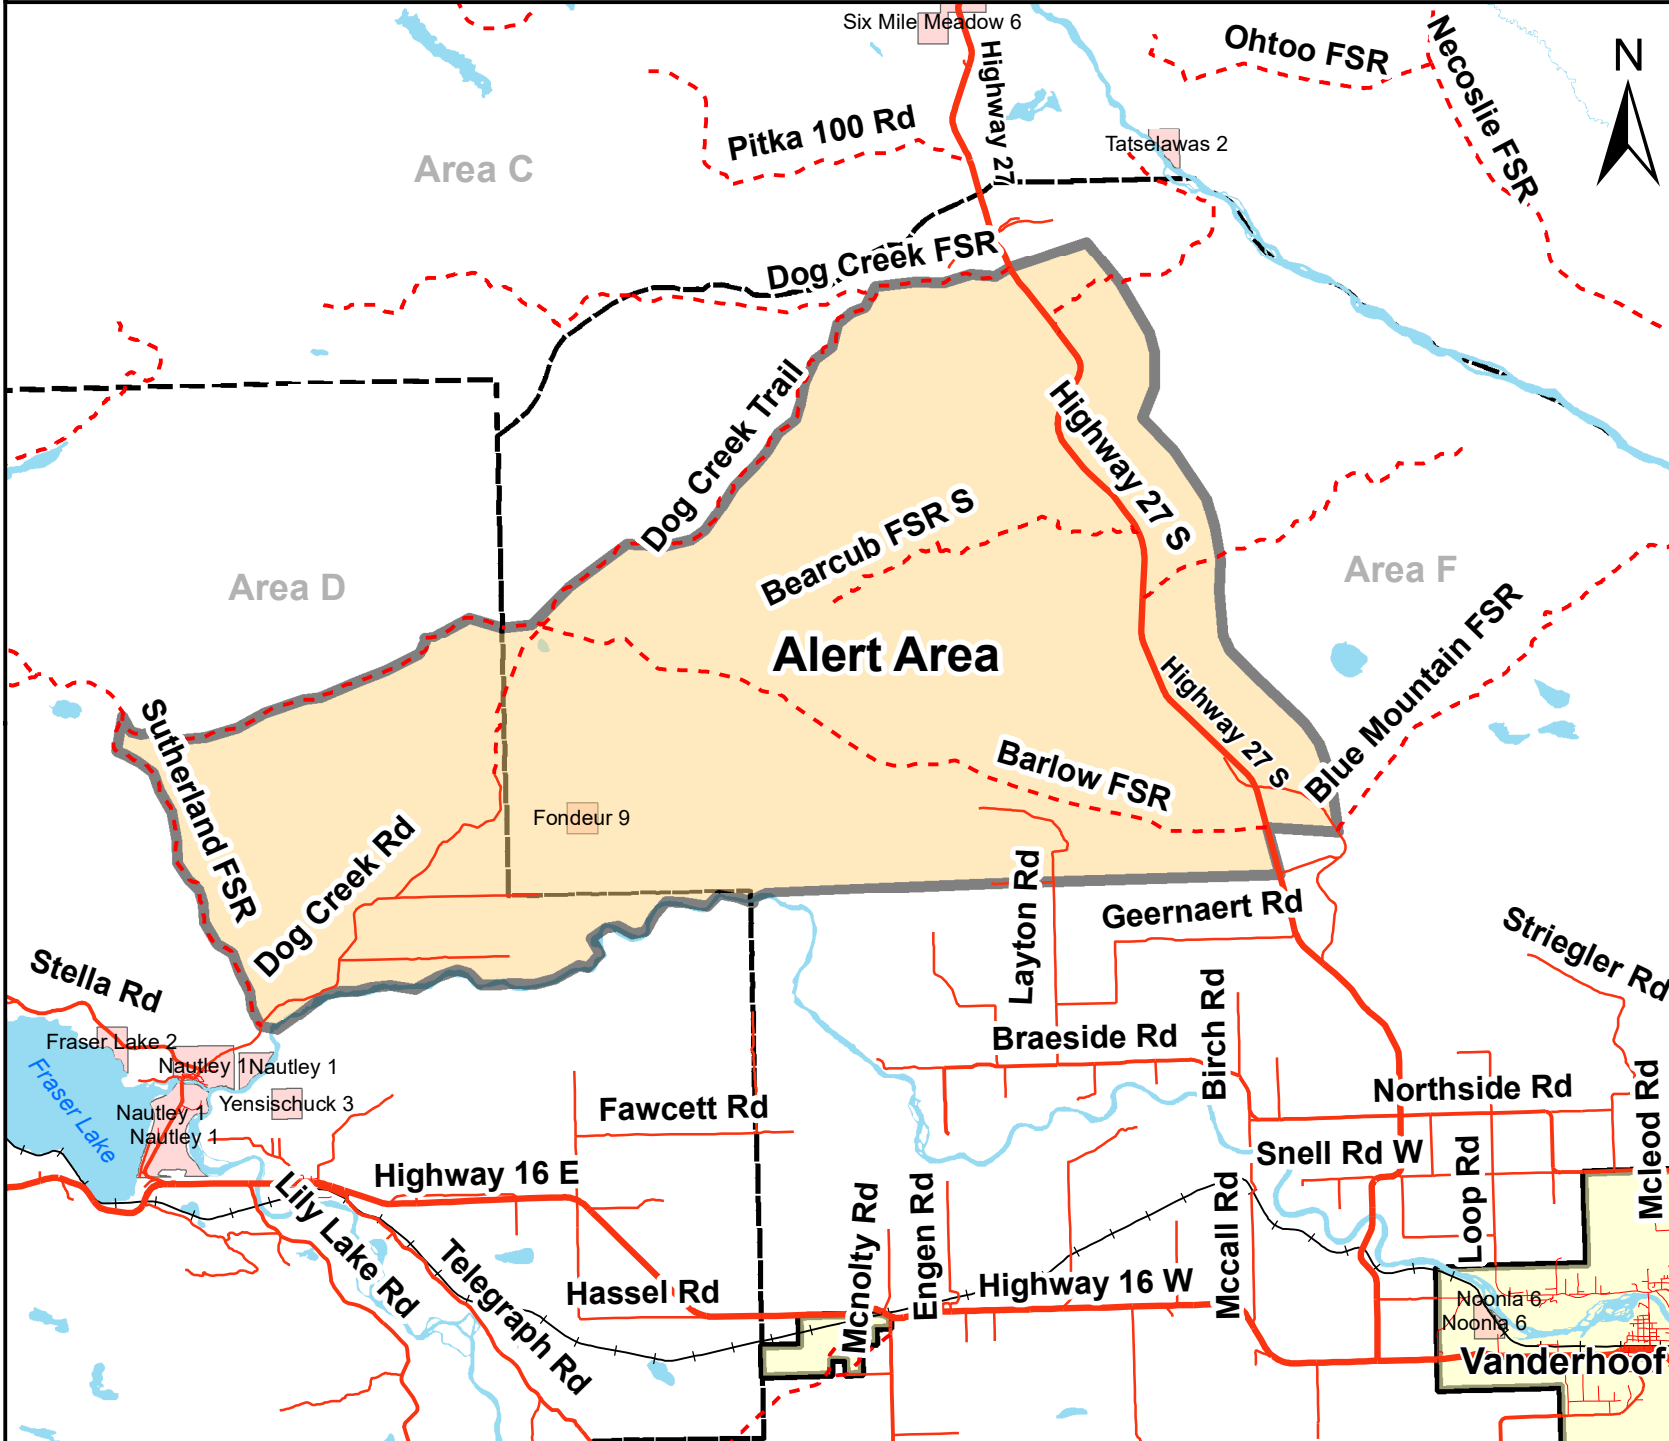 Six Mile Meadow 6
Ohtoo FSR
Necoslie FSR
N
Highway 27
Pitka 100 Rd
Tatselawas 2
Area C
Dog Creek FSR
Dog Creek Trail
Highway 27 S
Bearcub FSR S
Area D
Area F
Alert Area
Blue Mountain FSR
Highway 27 S
Sutherland FSR
Barlow FSR
Fondeur 9
Dog Creek Rd
Layton Rd
Geernaert Rd
Striegler Rd
Stella Rd
Birch Rd
Braeside Rd
Fraser Lake 2
Nautley 1
Nautley 1
Fraser Lake
Yensischuck 3
Nautley 1
Nautley 1
Fawcett Rd
Northside Rd
Mcleod Rd
Snell Rd W
Loop Rd
Highway 16 E
Lily Lake Rd
Telegraph Rd
Hassel Rd
Mcnolty Rd
Engen Rd
Highway 16 W
Mccall Rd
Noonla 6
Noonla 6
Vanderhoof